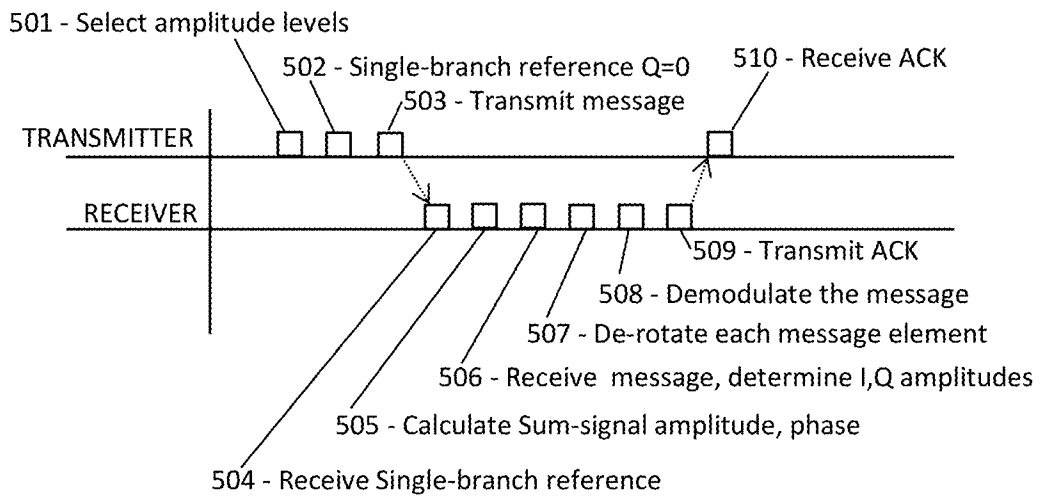 501 - Select amplitude levels
502 - Single-branch reference Q=0
510 - Receive ACK
503 - Transmit message
TRANSMITTER
RECEIVER
509 - Transmit ACK
508 - Demodulate the message
507 - De-rotate each message element
506 - Receive message, determine I,Q amplitudes
505 - Calculate Sum-signal amplitude, phase
504 - Receive Single-branch reference